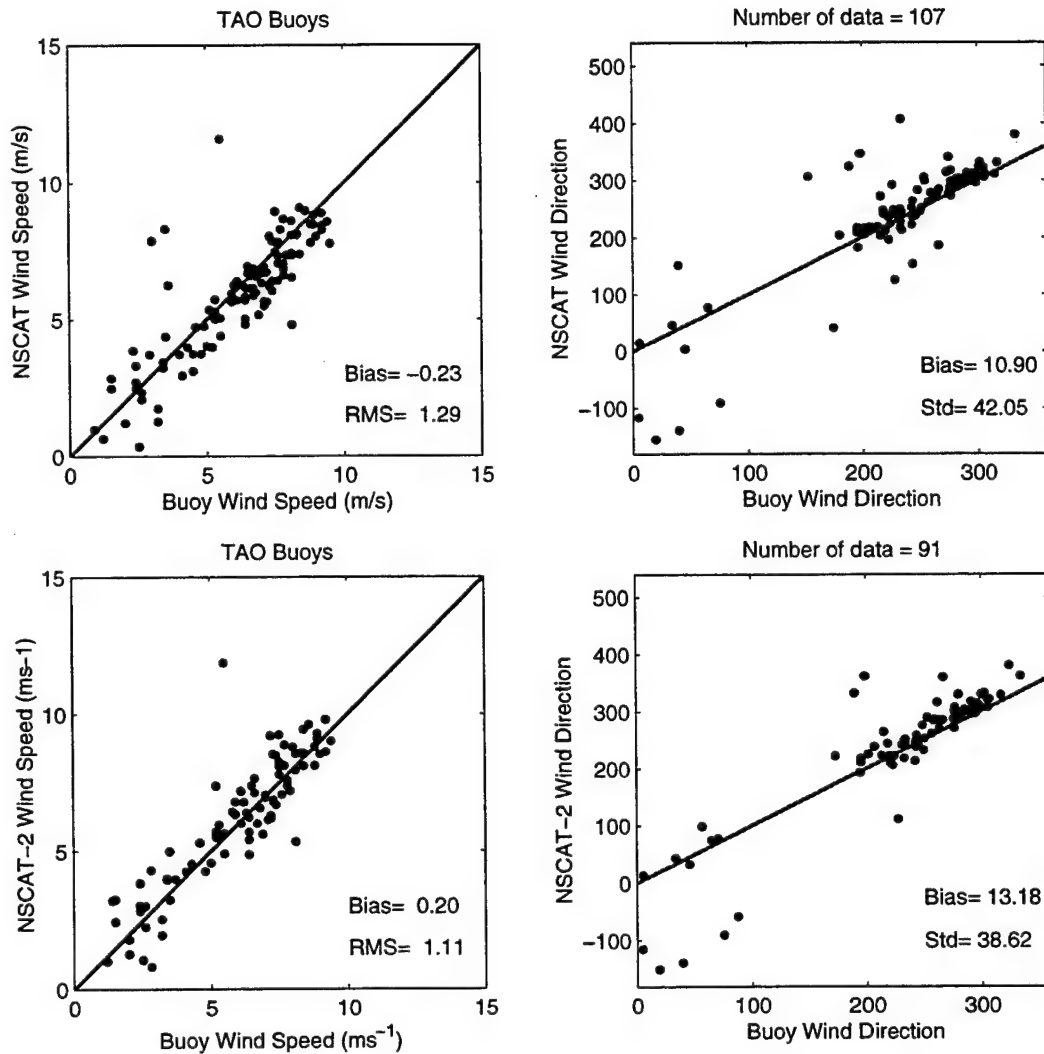 TAO Buoys
NSCAT Wind Speed (m/s)
15
10
5
0
0 5 10 15
Bias= -0.23
RMS= 1.29
Buoy Wind Speed (m/s)
Number of data = 107
NSCAT Wind Direction
500
400
300
200
100
0
-100
0 100 200 300
Bias= 10.90
Std= 42.05
Buoy Wind Direction
TAO Buoys
NSCAT-2 Wind Speed (ms-1)
15
10
5
0
0 5 10 15
Bias= 0.20
RMS= 1.11
Buoy Wind Speed (ms⁻¹)
Number of data = 91
NSCAT-2 Wind Direction
500
400
300
200
100
0
-100
0 100 200 300
Bias= 13.18
Std= 38.62
Buoy Wind Direction